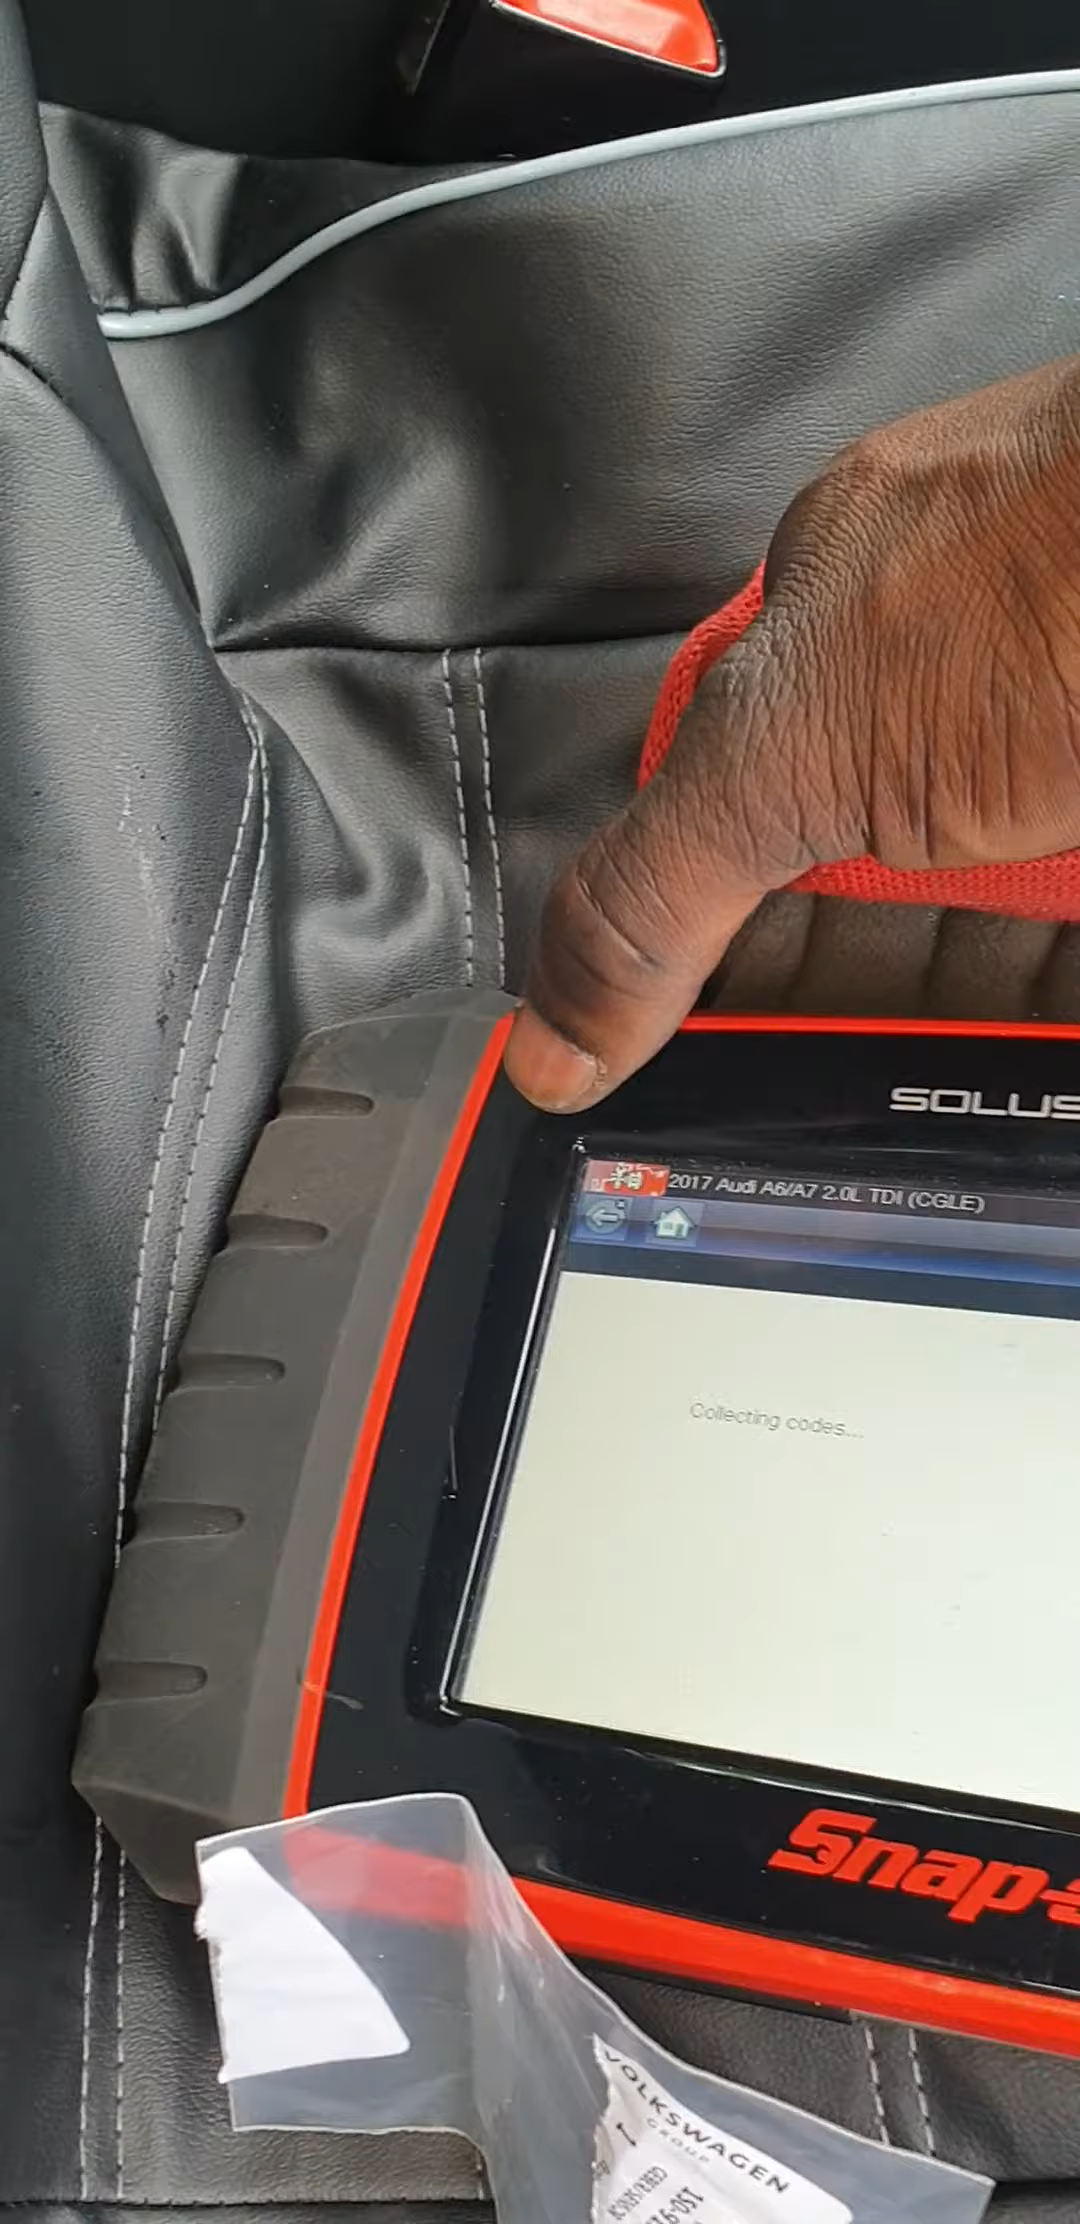 SOLUS
2017 Audi A6/A7 2.0L TDI (CGLE)
Collecting codes...
Snap-
VOLKSWAGEN
GROUP